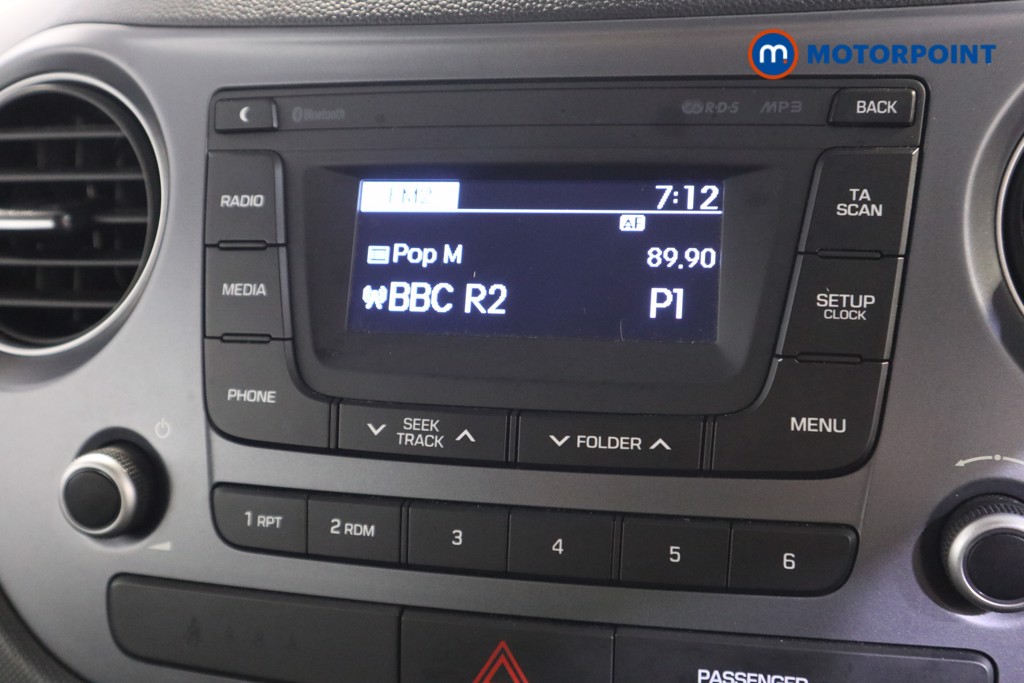 m. MOTORPOINT
Bluetooth
R·D·S MP3
BACK
RADIO
FM2
7:12
TA
SCAN
AF
Pop M
89.90
MEDIA
BBC R2
P1
SETUP
CLOCK
PHONE
SEEK
TRACK
FOLDER
MENU
1 RPT
2 RDM
3
4
5
6
PASSENGER